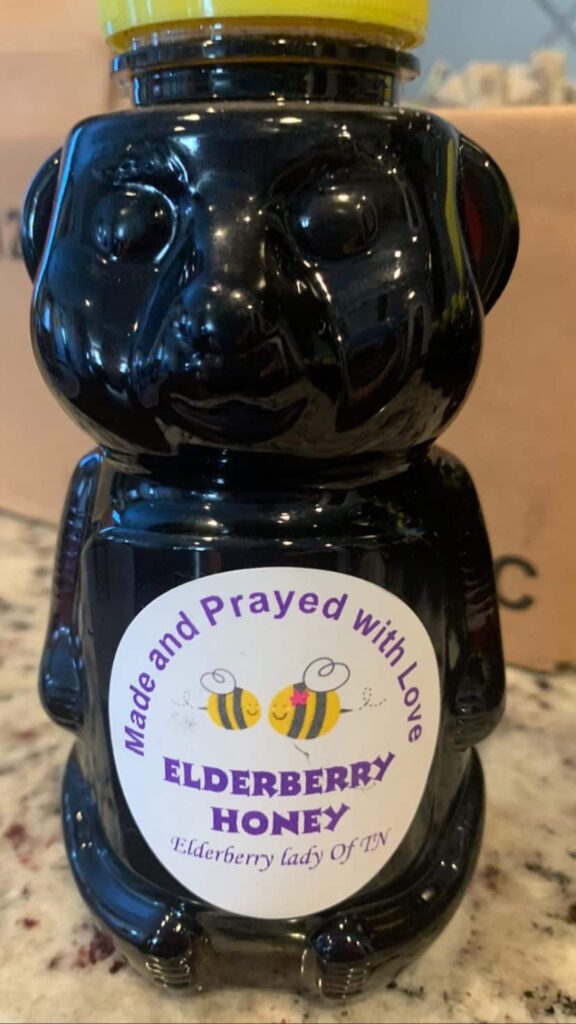 Made and Prayed with Love
ELDERBERRY
HONEY
Elderberry lady Of TN